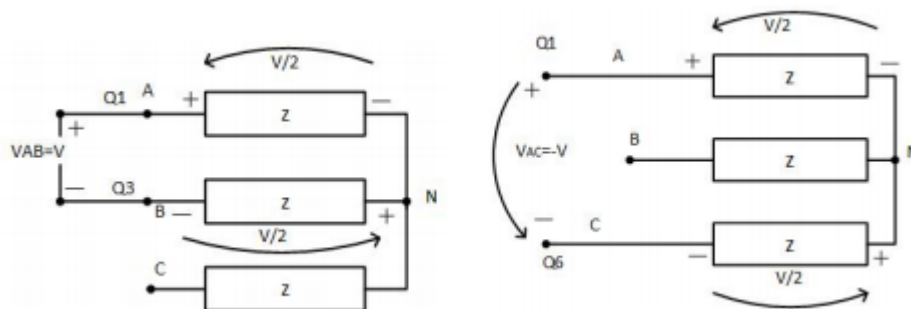 V/2
Q1 A
+ Z —
+
VAB=V
—
Q3
B — Z +
N
V/2
C
Z
V/2
Q1 A
+ Z —
+
B
Z
N
VAC=-V
—
C
Q6
— Z +
V/2